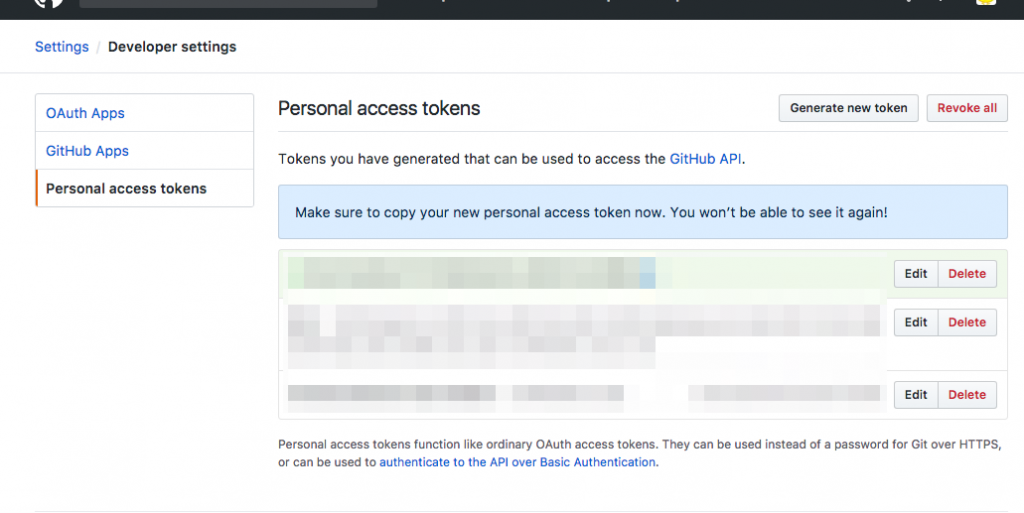 Settings / Developer settings
OAuth Apps
GitHub Apps
Personal access tokens
Personal access tokens
Generate new token
Revoke all
Tokens you have generated that can be used to access the GitHub API.
Make sure to copy your new personal access token now. You won’t be able to see it again!
Edit
Delete
Edit
Delete
Edit
Delete
Personal access tokens function like ordinary OAuth access tokens. They can be used instead of a password for Git over HTTPS,
or can be used to authenticate to the API over Basic Authentication.